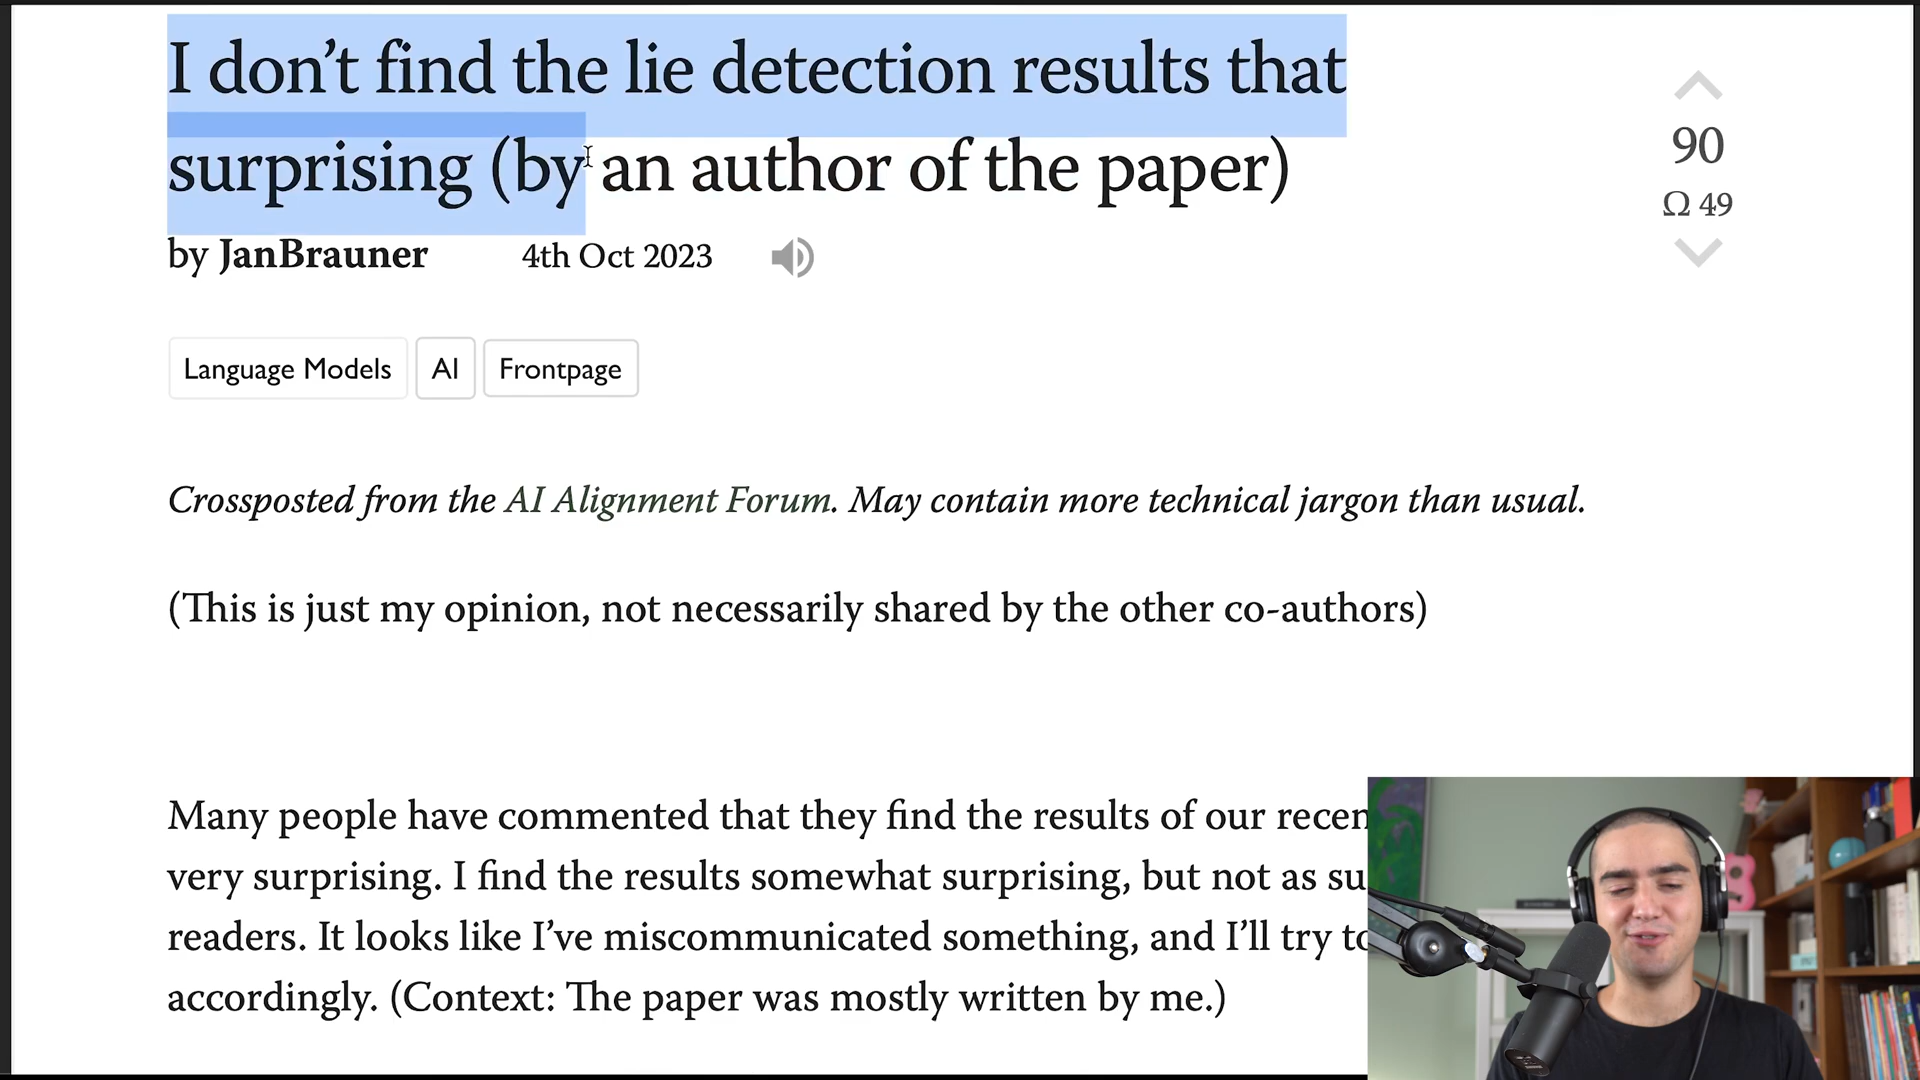 I don't find the lie detection results that
surprising (by an author of the paper)
90
Ω 49
by JanBrauner 4th Oct 2023
Language Models AI Frontpage
Crossposted from the AI Alignment Forum. May contain more technical jargon than usual.
(This is just my opinion, not necessarily shared by the other co-authors)
Many people have commented that they find the results of our recen
very surprising. I find the results somewhat surprising, but not as su
readers. It looks like I've miscommunicated something, and I'll try to
accordingly. (Context: The paper was mostly written by me.)